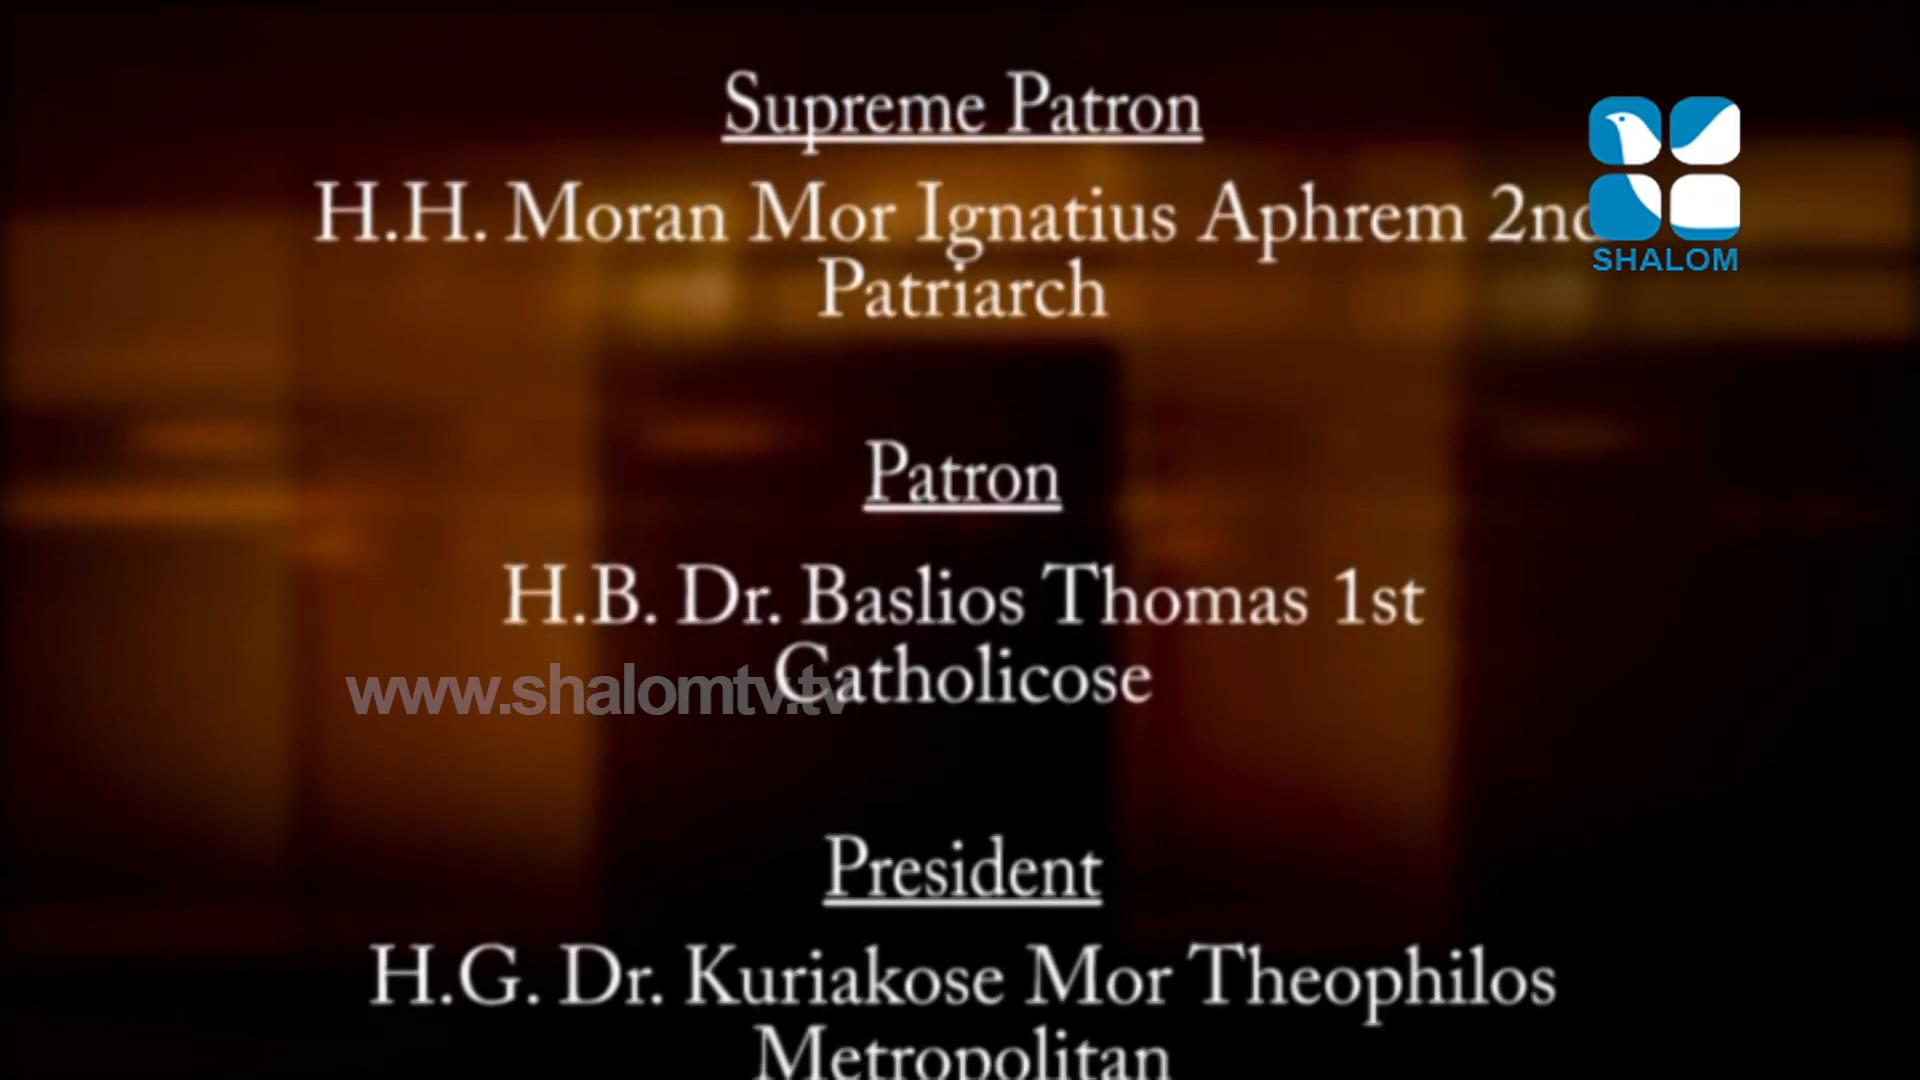 Supreme Patron
H.H. Moran Mor Ignatius Aphrem 2nd
Patriarch
SHALOM
Patron
H.B. Dr. Baslios Thomas 1st
Catholicose
www.shalomtv.tv
President
H.G. Dr. Kuriakose Mor Theophilos
Metropolitan